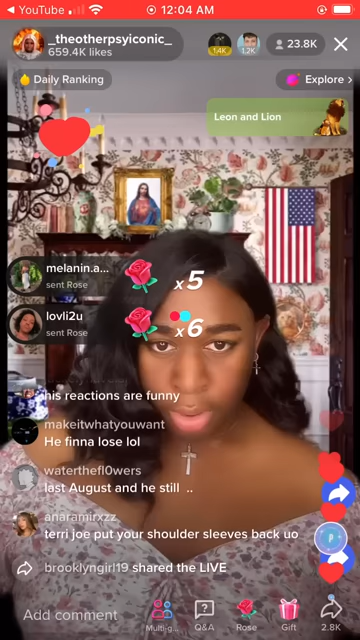 YouTube
12:04 AM
_theotherpsyiconic_
659.4K likes
1.4K
1.2K
23.8K
Daily Ranking
Explore
Leon and Lion
melanin.a...
sent Rose
x5
lovli2u
sent Rose
x6
his reactions are funny
makeitwhatyouwant
He finna lose lol
waterthefl0wers
last August and he still ..
anaramirxzz
terri joe put your shoulder sleeves back uo
brooklyngirl19 shared the LIVE
Add comment
Multi-g...
Q&A
Rose
Gift
2.8K